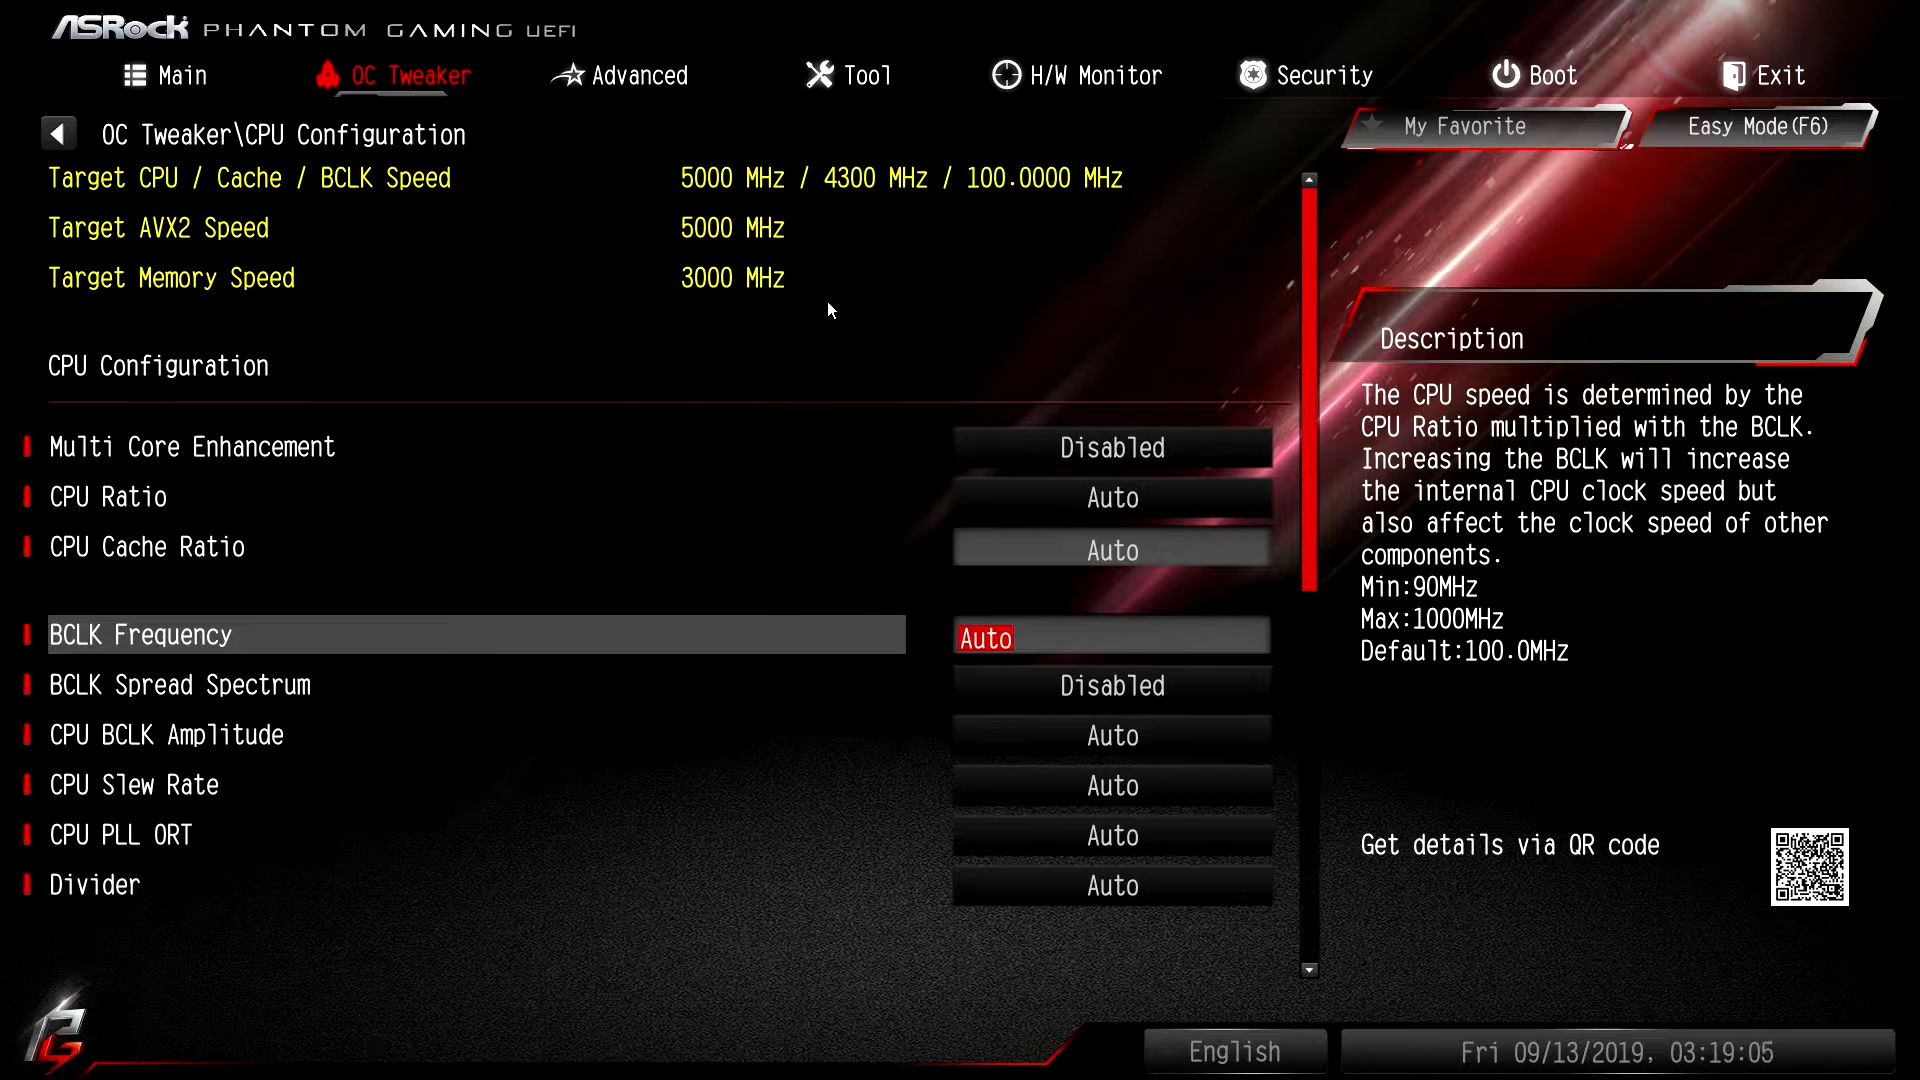 ASRock PHANTOM GAMING UEFI
Main
OC Tweaker
Advanced
Tool
H/W Monitor
Security
Boot
Exit
OC Tweaker\CPU Configuration
My Favorite
Easy Mode(F6)
Target CPU / Cache / BCLK Speed 5000 MHz / 4300 MHz / 100.0000 MHz
Target AVX2 Speed 5000 MHz
Target Memory Speed 3000 MHz
CPU Configuration
Multi Core Enhancement Disabled
CPU Ratio Auto
CPU Cache Ratio Auto
BCLK Frequency Auto
BCLK Spread Spectrum Disabled
CPU BCLK Amplitude Auto
CPU Slew Rate Auto
CPU PLL ORT Auto
Divider Auto
Description
The CPU speed is determined by the
CPU Ratio multiplied with the BCLK.
Increasing the BCLK will increase
the internal CPU clock speed but
also affect the clock speed of other
components.
Min:90MHz
Max:1000MHz
Default:100.0MHz
Get details via QR code
English
Fri 09/13/2019, 03:19:05